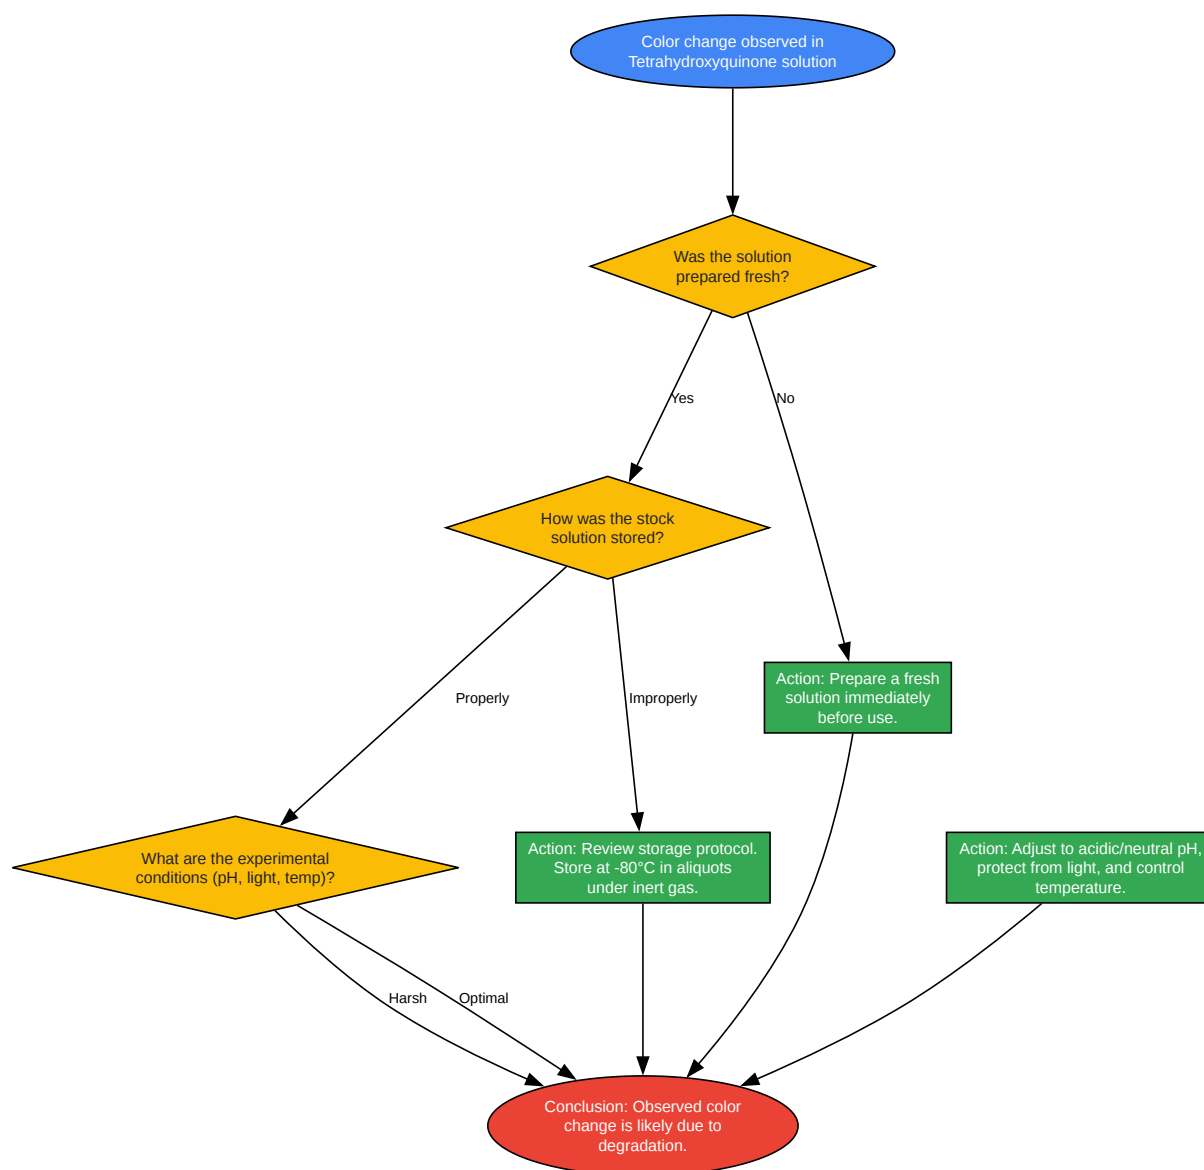 Color change observed in
Tetrahydroxyquinone solution
Was the solution
prepared fresh?
Yes
No
How was the stock
solution stored?
Properly
Improperly
Action: Prepare a fresh
solution immediately
before use.
What are the experimental
conditions (pH, light, temp)?
Action: Review storage protocol.
Store at -80°C in aliquots
under inert gas.
Action: Adjust to acidic/neutral pH,
protect from light, and control
temperature.
Harsh
Optimal
Conclusion: Observed color
change is likely due to
degradation.